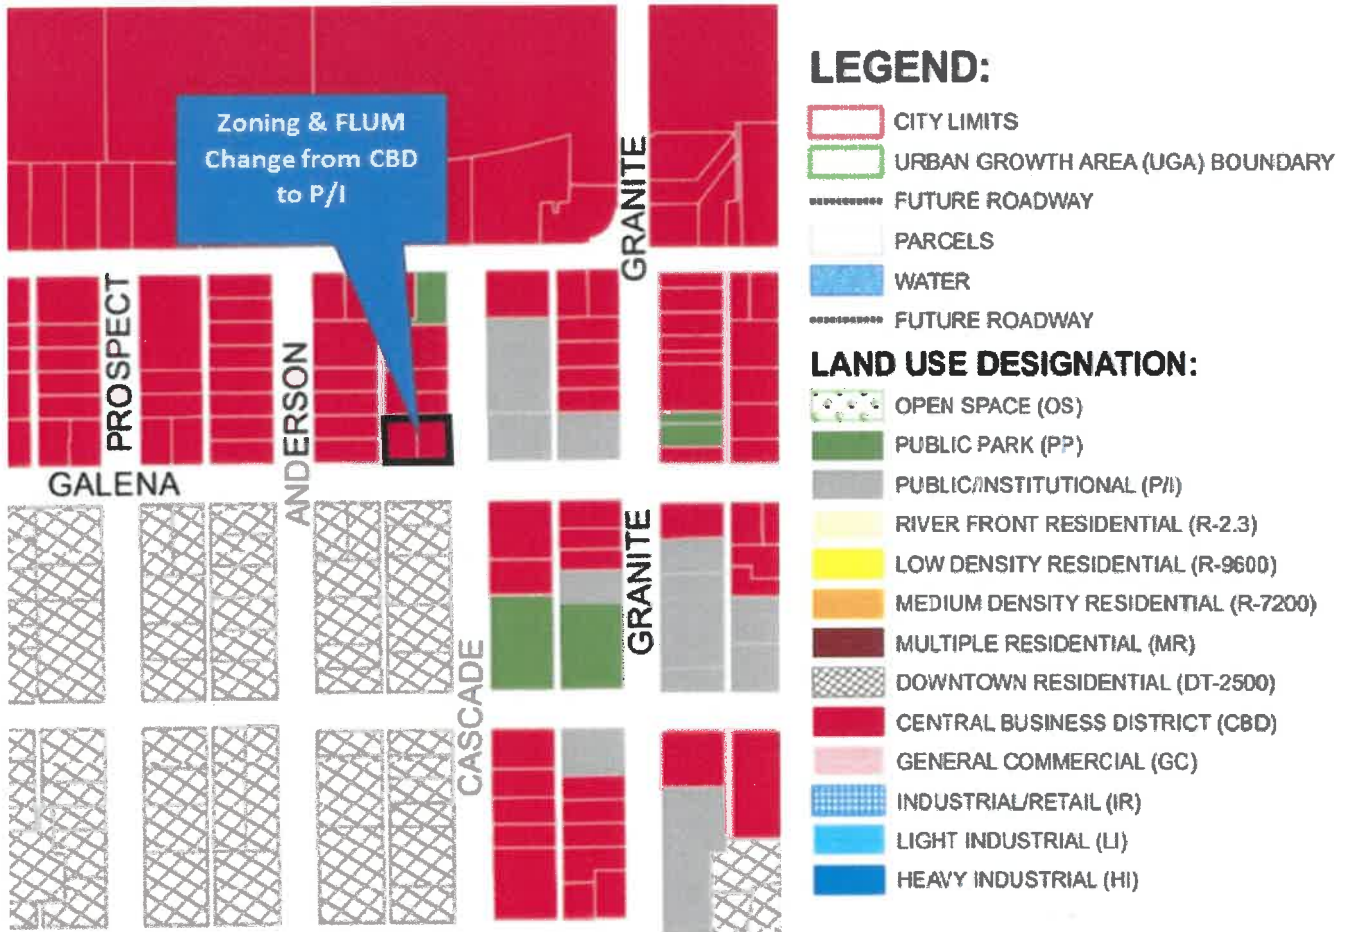 Zoning & FLUM
Change from CBD
to P/I
GRANITE
PROSPECT
ANDERSON
GALENA
GRANITE
CASCADE
LEGEND:
CITY LIMITS
URBAN GROWTH AREA (UGA) BOUNDARY
FUTURE ROADWAY
PARCELS
WATER
FUTURE ROADWAY
LAND USE DESIGNATION:
OPEN SPACE (OS)
PUBLIC PARK (PP)
PUBLIC/INSTITUTIONAL (P/I)
RIVER FRONT RESIDENTIAL (R-2.3)
LOW DENSITY RESIDENTIAL (R-9600)
MEDIUM DENSITY RESIDENTIAL (R-7200)
MULTIPLE RESIDENTIAL (MR)
DOWNTOWN RESIDENTIAL (DT-2500)
CENTRAL BUSINESS DISTRICT (CBD)
GENERAL COMMERCIAL (GC)
INDUSTRIAL/RETAIL (IR)
LIGHT INDUSTRIAL (LI)
HEAVY INDUSTRIAL (HI)